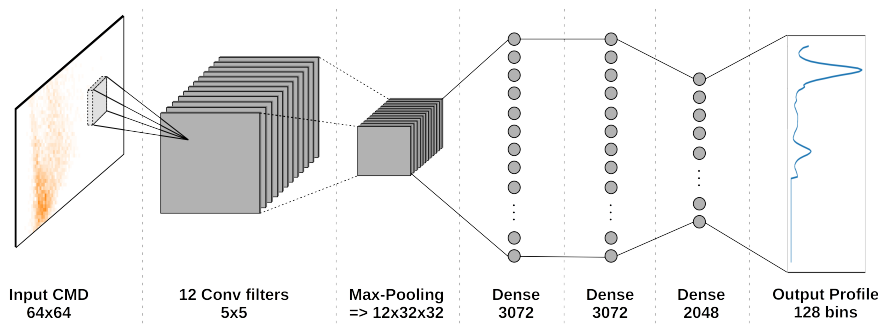 Input CMD
64x64
12 Conv filters
5x5
Max-Pooling
=> 12x32x32
Dense
3072
Dense
3072
Dense
2048
Output Profile
128 bins